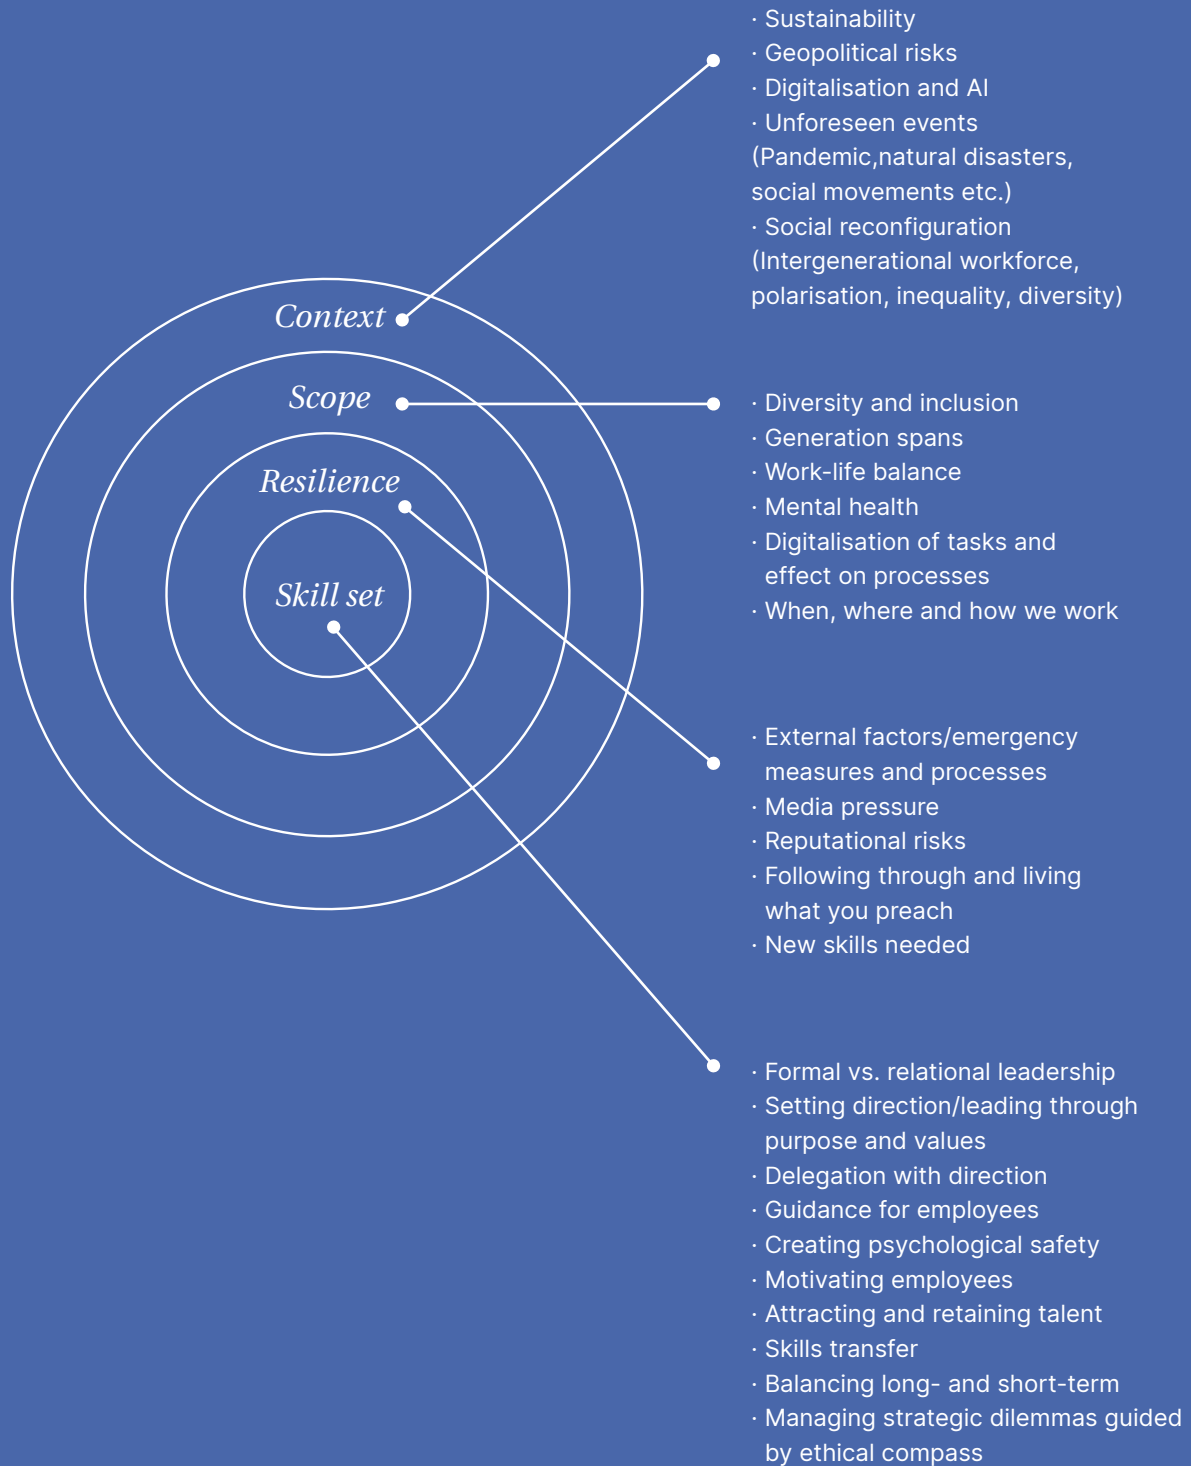 · Sustainability
· Geopolitical risks
· Digitalisation and AI
· Unforeseen events
(Pandemic,natural disasters,
social movements etc.)
· Social reconfiguration
(Intergenerational workforce,
polarisation, inequality, diversity)
Context
Scope
· Diversity and inclusion
· Generation spans
· Work-life balance
· Mental health
· Digitalisation of tasks and
effect on processes
· When, where and how we work
Resilience
· External factors/emergency
measures and processes
· Media pressure
· Reputational risks
· Following through and living
what you preach
· New skills needed
Skill set
· Formal vs. relational leadership
· Setting direction/leading through
purpose and values
· Delegation with direction
· Guidance for employees
· Creating psychological safety
· Motivating employees
· Attracting and retaining talent
· Skills transfer
· Balancing long- and short-term
· Managing strategic dilemmas guided
by ethical compass